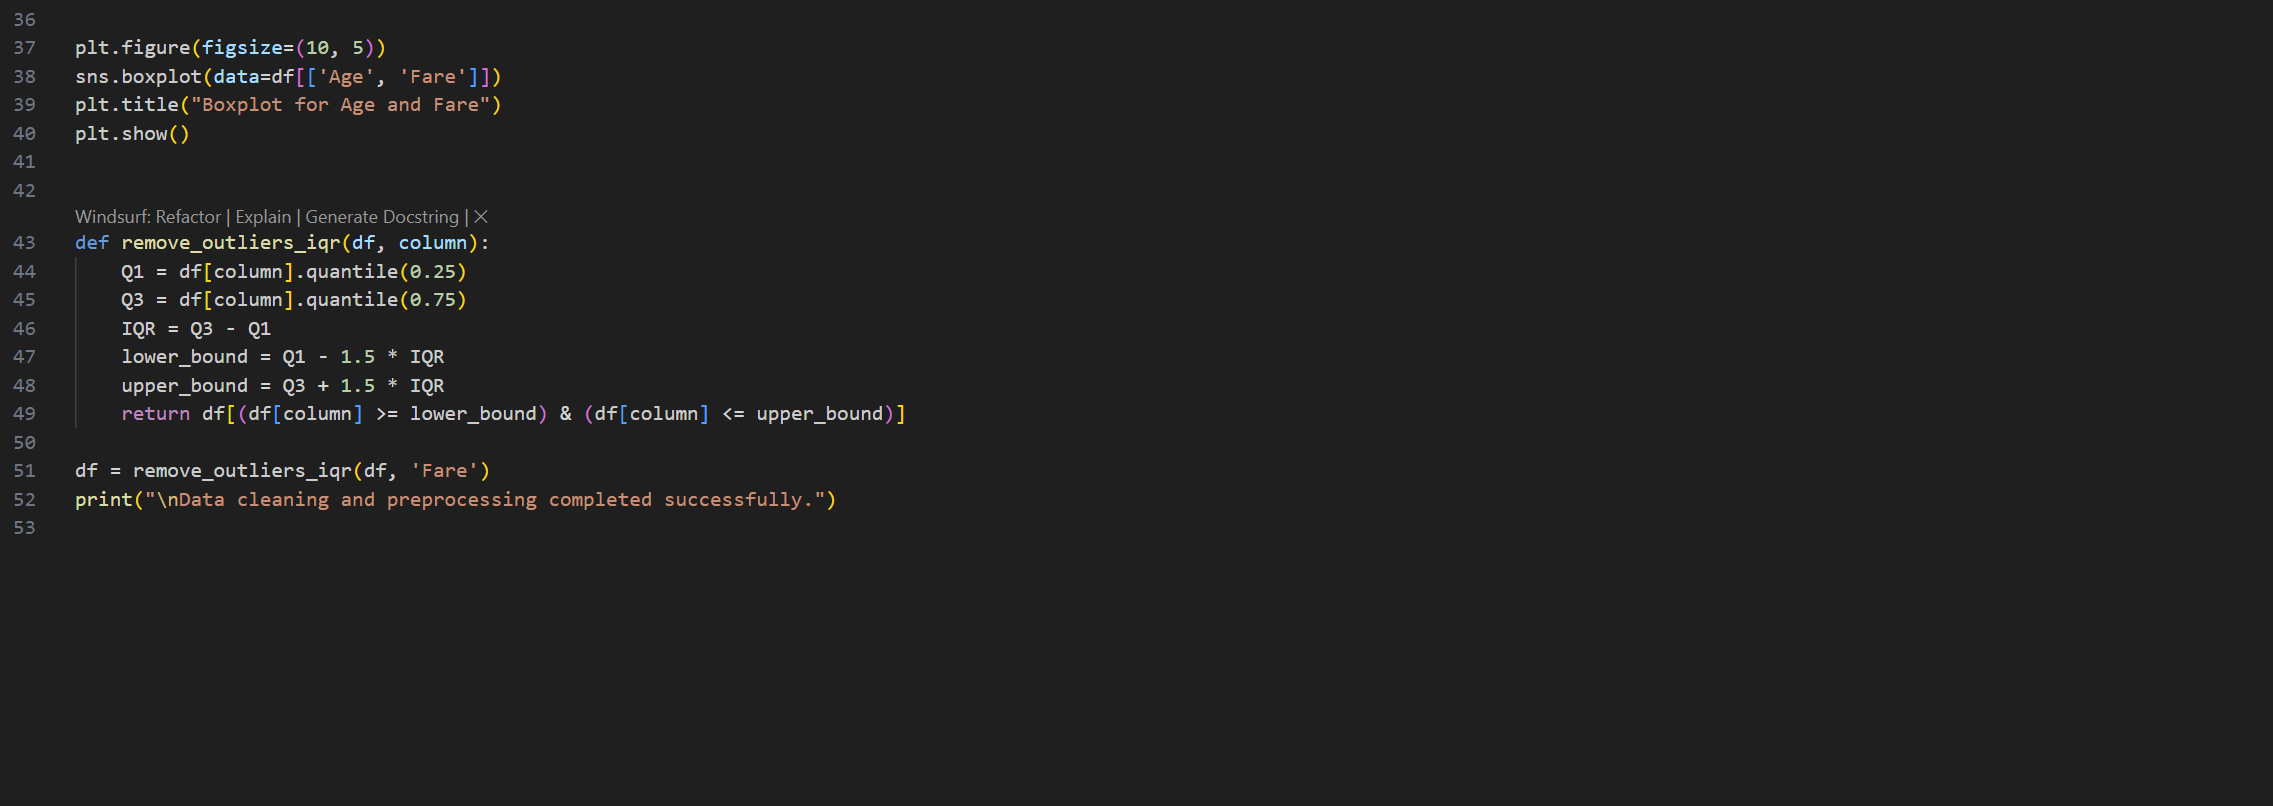 36
37 plt.figure(figsize=(10, 5))
38 sns.boxplot(data=df[['Age', 'Fare']])
39 plt.title("Boxplot for Age and Fare")
40 plt.show()
41
42
Windsurf: Refactor | Explain | Generate Docstring | ×
43 def remove_outliers_iqr(df, column):
44     Q1 = df[column].quantile(0.25)
45     Q3 = df[column].quantile(0.75)
46     IQR = Q3 - Q1
47     lower_bound = Q1 - 1.5 * IQR
48     upper_bound = Q3 + 1.5 * IQR
49     return df[(df[column] >= lower_bound) & (df[column] <= upper_bound)]
50
51 df = remove_outliers_iqr(df, 'Fare')
52 print("\nData cleaning and preprocessing completed successfully.")
53